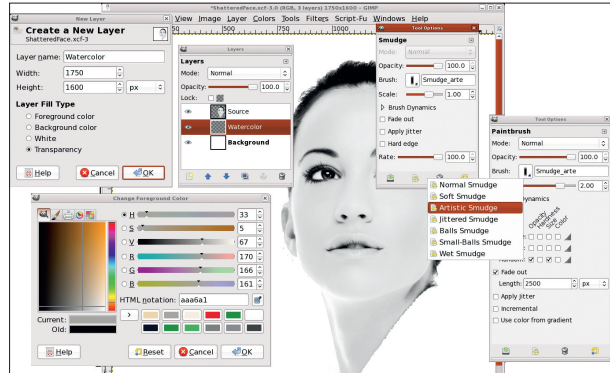 *ShatteredFace.xcf-3.0 (RGB, 3 layers) 1750x1600 – GIMP
View Image Layer Colors Tools Filters Script-Fu Windows Help
New Layer
Create a New Layer
ShatteredFace.xcf-3
Layer name: Watercolor
Width: 1750
Height: 1600 px
Layer Fill Type
Foreground color
Background color
White
Transparency
Help Cancel OK
Layers
Layers
Mode: Normal
Opacity: 100.0
Lock:
Source
Watercolor
Background
Tool Options
Smudge
Mode: Normal
Opacity: 100.0
Brush: Smudge_arte
Scale: 1.00
Brush Dynamics
Fade out
Apply Jitter
Hard edge
Rate: 100.0
Normal Smudge
Soft Smudge
Artistic Smudge
Jittered Smudge
Balls Smudge
Small-Balls Smudge
Wet Smudge
Tool Options
Paintbrush
Mode: Normal
Opacity: 100.0
Brush: Smudge_arte
2.00
Opacity
Hardness
Size
Color
Fade out
Length: 2500 px
Apply Jitter
Incremental
Use color from gradient
Change Foreground Color
H 33
S 5
V 67
R 170
G 166
B 161
HTML notation: aaa6a1
Current:
Old:
Help Reset Cancel OK